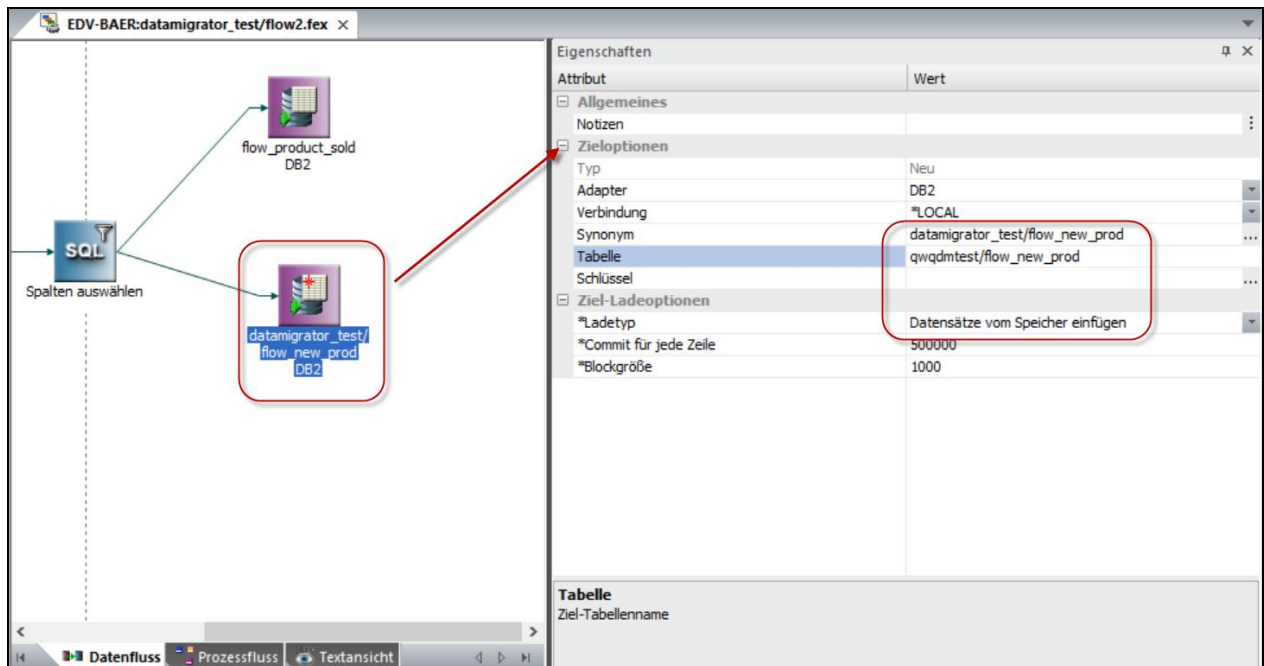 EDV-BAER:datamigrator_test/flow2.fex
flow_product_sold
DB2
SQL
Spalten auswählen
datamigrator_test/
flow_new_prod
DB2
Datenfluss Prozessfluss Textansicht
Eigenschaften
Attribut Wert
Allgemeines
Notizen
Zieloptionen
Typ Neu
Adapter DB2
Verbindung *LOCAL
Synonym datamigrator_test/flow_new_prod
Tabelle qwqdmtest/flow_new_prod
Schlüssel
Ziel-Ladeoptionen
*Ladetyp Datensätze vom Speicher einfügen
*Commit für jede Zeile 500000
*Blockgröße 1000
Tabelle
Ziel-Tabellenname